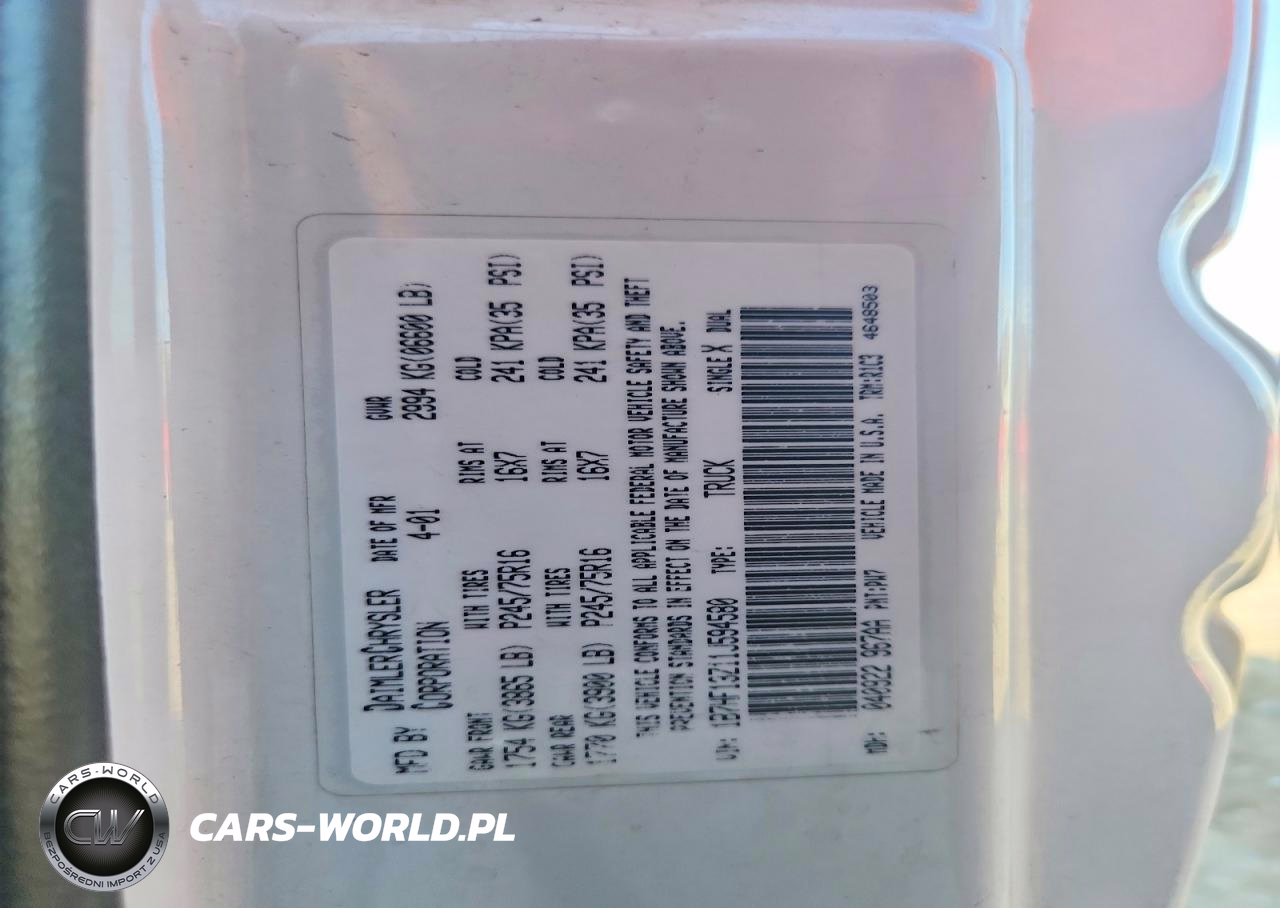 MFD BY DAIMLERCHRYSLER CORPORATION
DATE OF MFR 4-01
GVWR 2994 KG(06600 LB)
GAWR FRONT WITH TIRES RIMS AT COLD
1754 KG(3865 LB) P245/75R16 16X7 241 KPA(35 PSI)
GAWR REAR WITH TIRES RIMS AT COLD
1770 KG(3900 LB) P245/75R16 16X7 241 KPA(35 PSI)
THIS VEHICLE CONFORMS TO ALL APPLICABLE FEDERAL MOTOR VEHICLE SAFETY AND THEFT
PREVENTION STANDARDS IN EFFECT ON THE DATE OF MANUFACTURE SHOWN ABOVE.
VIN: 1B7HF13Z11J594580 TYPE: TRUCK SINGLE X DUAL
MDH: 040922 967AA PNT:PW7 VEHICLE MADE IN U.S.A. TRM:R1C3 4648503
CARS-WORLD
CW
BEZPOŚREDNI IMPORT Z USA
CARS-WORLD.PL